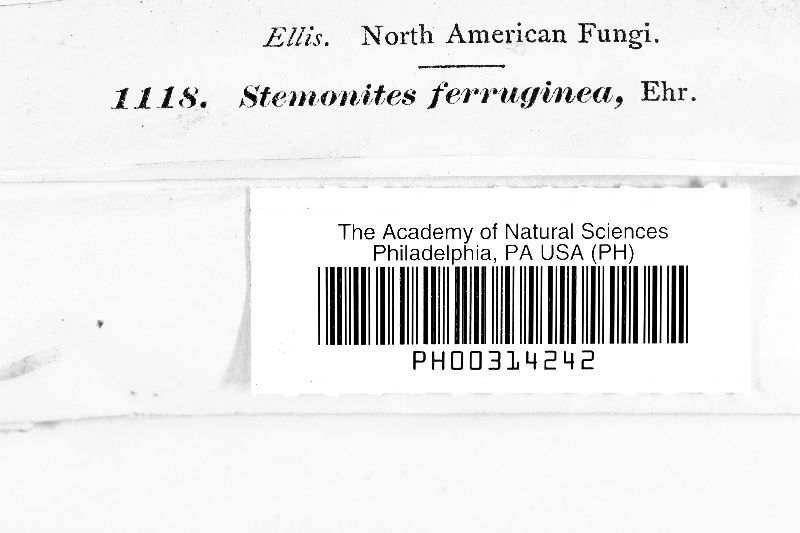 Ellis. North American Fungi.
1118. Stemonites ferruginea, Ehr.
The Academy of Natural Sciences
Philadelphia, PA USA (PH)
PH00314242